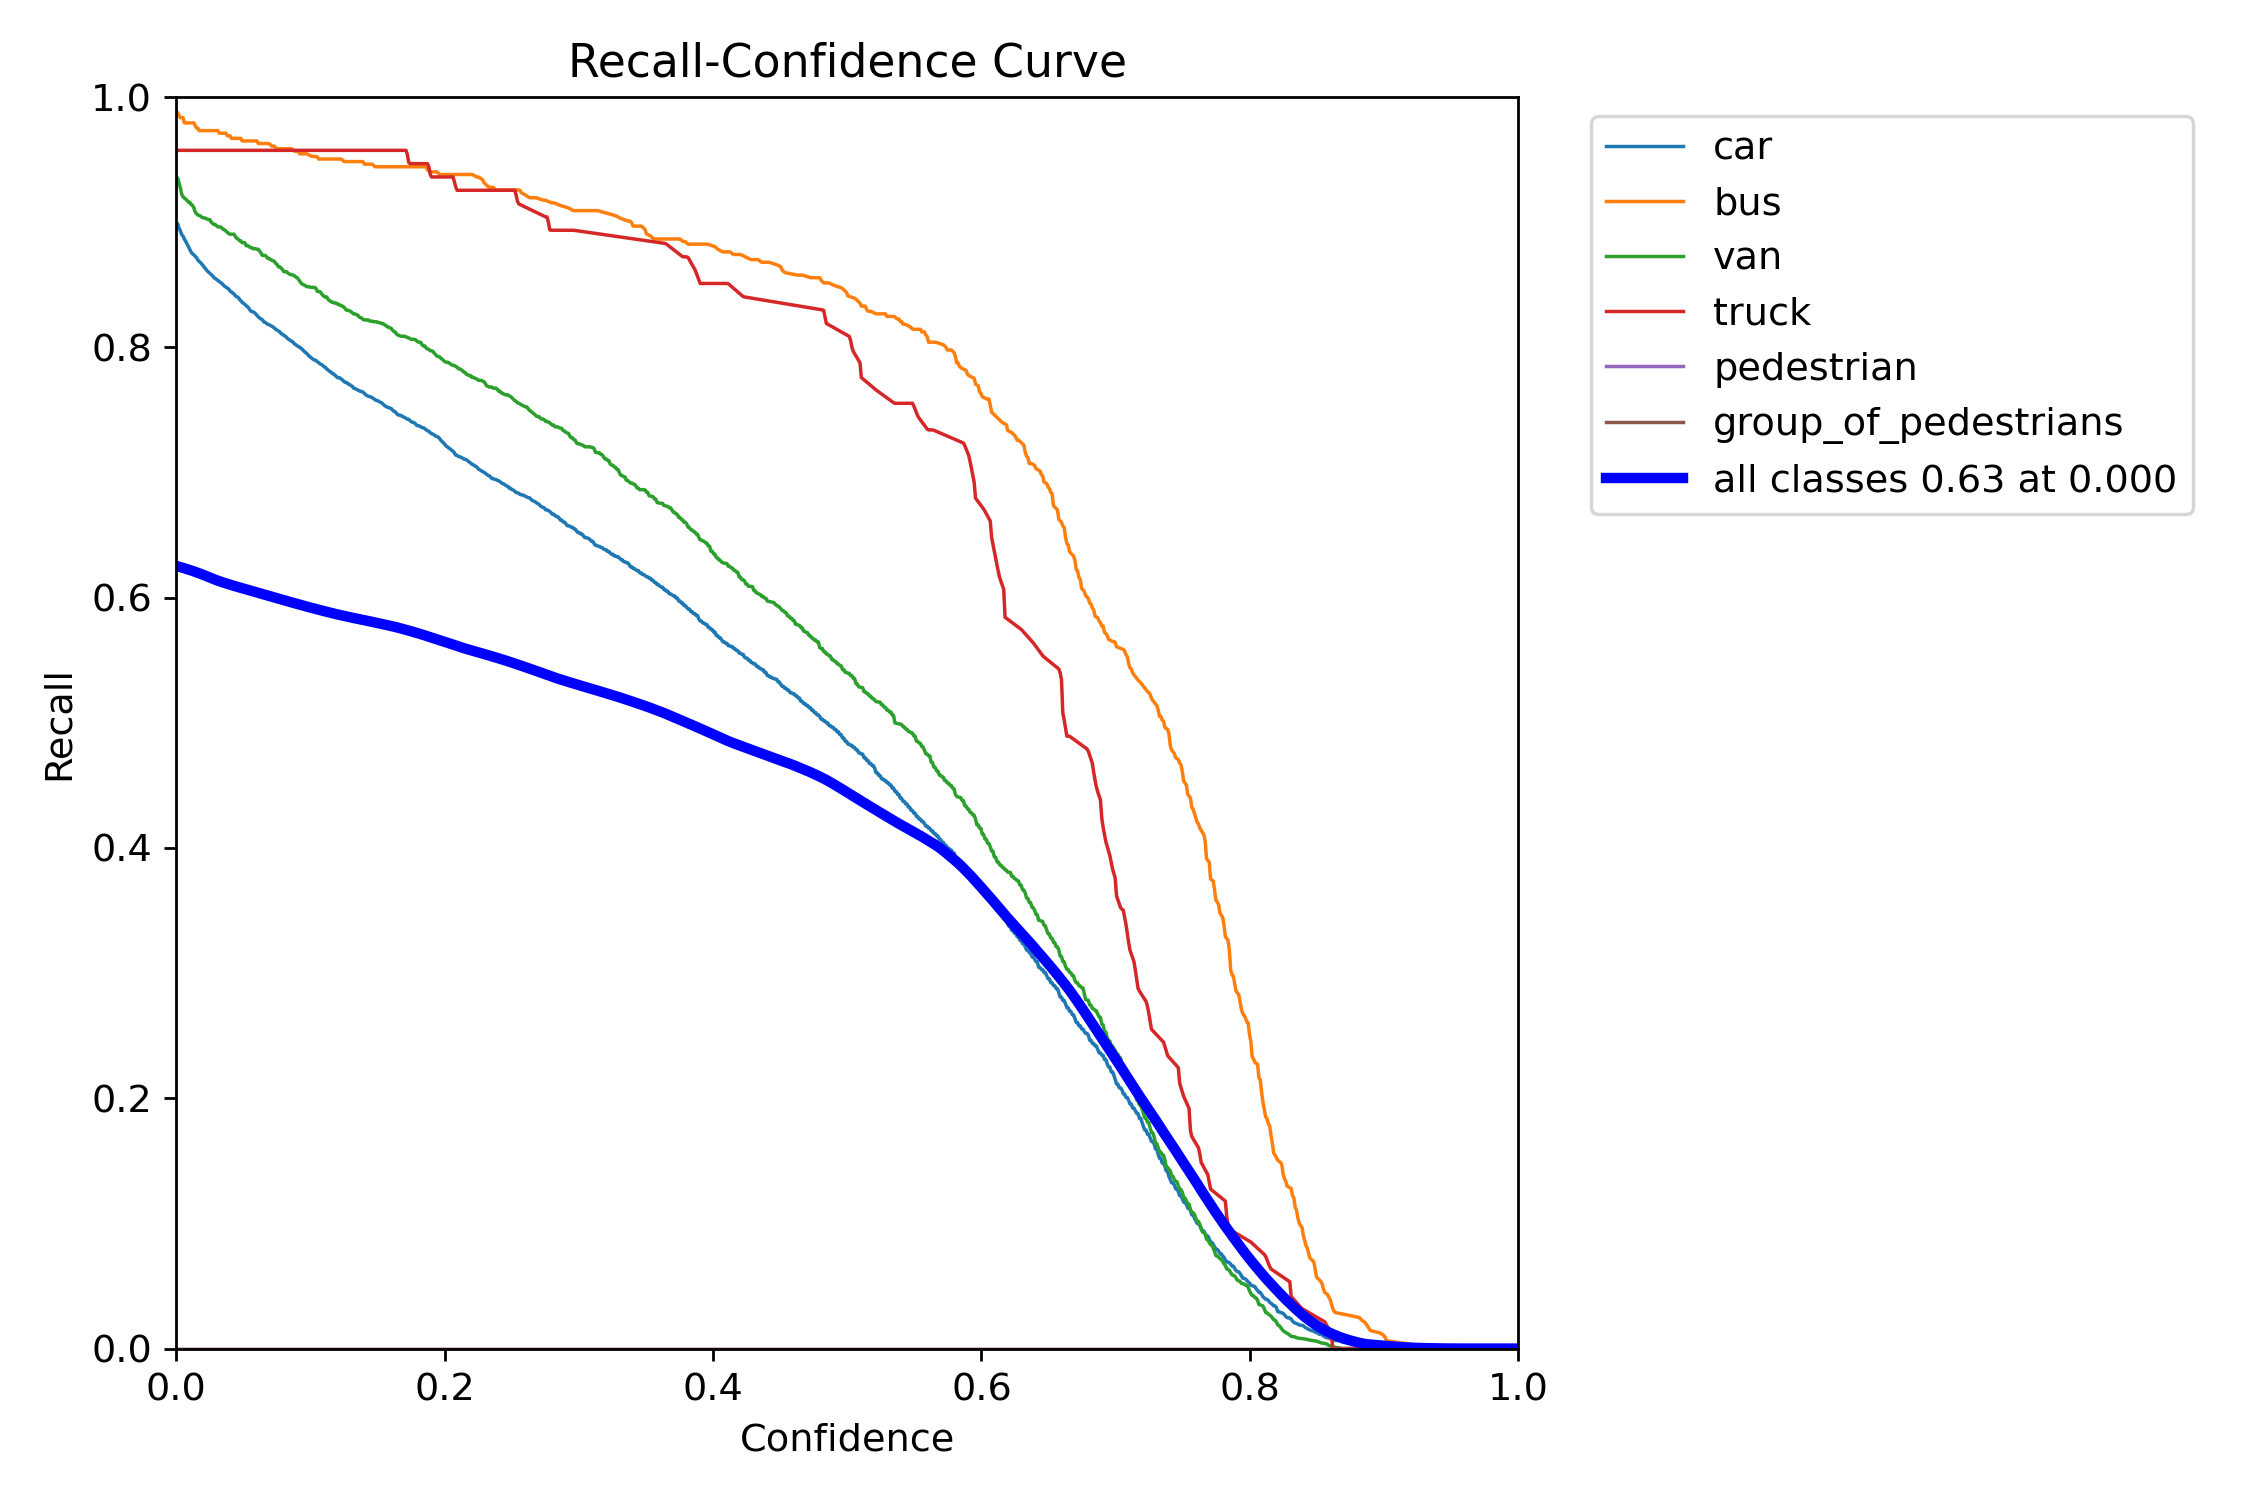 Recall-Confidence Curve
1.0
0.8
0.6
0.4
0.2
0.0
Recall
0.0 0.2 0.4 0.6 0.8 1.0
Confidence
car
bus
van
truck
pedestrian
group_of_pedestrians
all classes 0.63 at 0.000